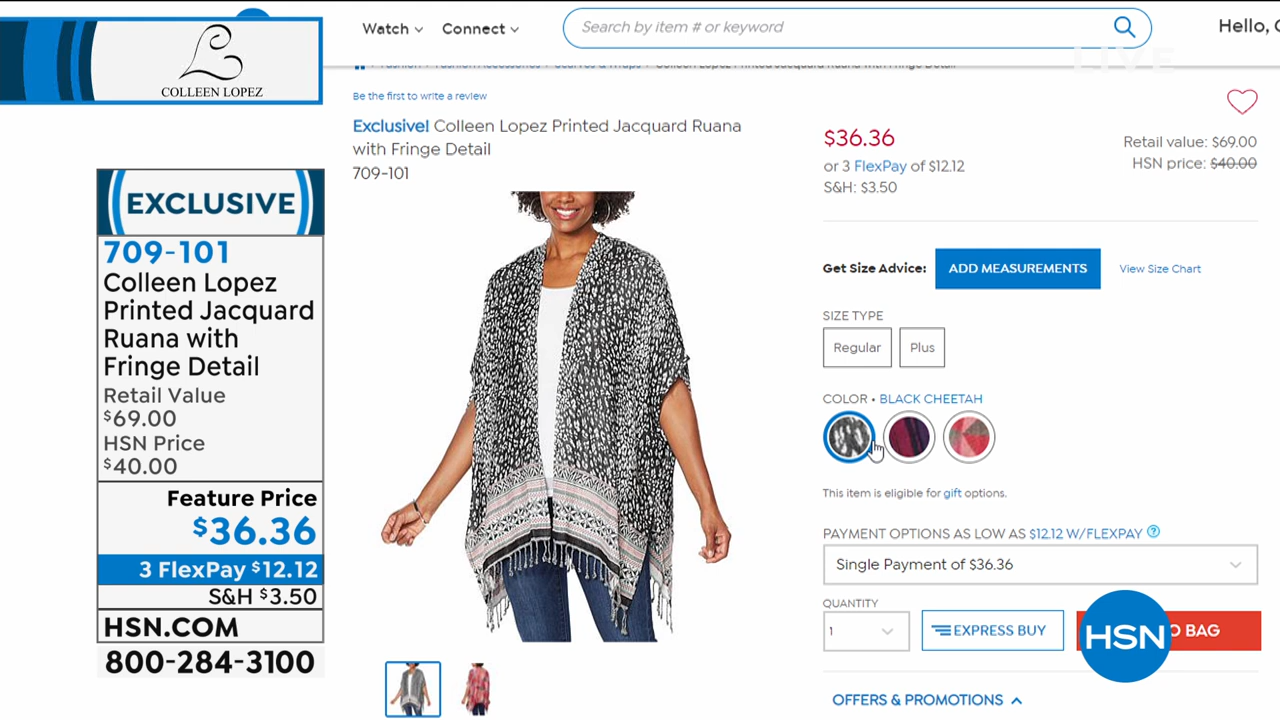 COLLEEN LOPEZ
EXCLUSIVE
709-101
Colleen Lopez
Printed Jacquard
Ruana with
Fringe Detail
Retail Value
$69.00
HSN Price
$40.00
Feature Price
$36.36
3 FlexPay $12.12
S&H $3.50
HSN.COM
800-284-3100
Watch
Connect
Search by item # or keyword
Hello,
LIVE
Be the first to write a review
Exclusive! Colleen Lopez Printed Jacquard Ruana
with Fringe Detail
709-101
$36.36
or 3 FlexPay of $12.12
S&H: $3.50
Retail value: $69.00
HSN price: $40.00
Get Size Advice:
ADD MEASUREMENTS
View Size Chart
SIZE TYPE
Regular
Plus
COLOR • BLACK CHEETAH
This item is eligible for gift options.
PAYMENT OPTIONS AS LOW AS $12.12 W/FLEXPAY ?
Single Payment of $36.36
QUANTITY
1
EXPRESS BUY
O BAG
HSN
OFFERS & PROMOTIONS